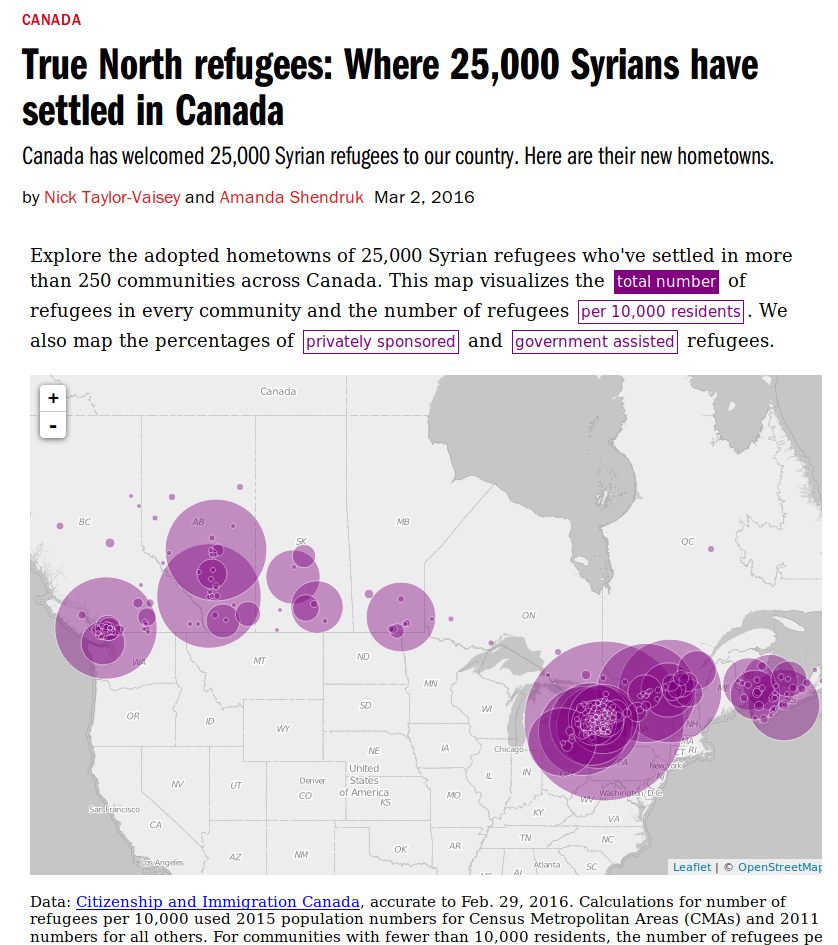 CANADA
True North refugees: Where 25,000 Syrians have
settled in Canada
Canada has welcomed 25,000 Syrian refugees to our country. Here are their new hometowns.
by Nick Taylor-Vaisey and Amanda Shendruk Mar 2, 2016
Explore the adopted hometowns of 25,000 Syrian refugees who've settled in more
than 250 communities across Canada. This map visualizes the total number of
refugees in every community and the number of refugees per 10,000 residents. We
also map the percentages of privately sponsored and government assisted refugees.
+
-
Canada
BC
AB
SK
MB
QC
ON
WA
MT
ND
MN
OR
ID
SD
WI
ME
NH
MA
CT RI
WY
Chicago
PA
New York
NJ
NE
IA
IL
IN
NV
UT
Denver
CO
United
States
of America
KS
MO
WV
Washington, D.C.
KY
VA
San Francisco
CA
TN
NC
Los Angeles
AZ
NM
OK
AR
AL
Atlanta
SC
Leaflet | © OpenStreetMap
Data: Citizenship and Immigration Canada, accurate to Feb. 29, 2016. Calculations for number of
refugees per 10,000 used 2015 population numbers for Census Metropolitan Areas (CMAs) and 2011
numbers for all others. For communities with fewer than 10,000 residents, the number of refugees pe